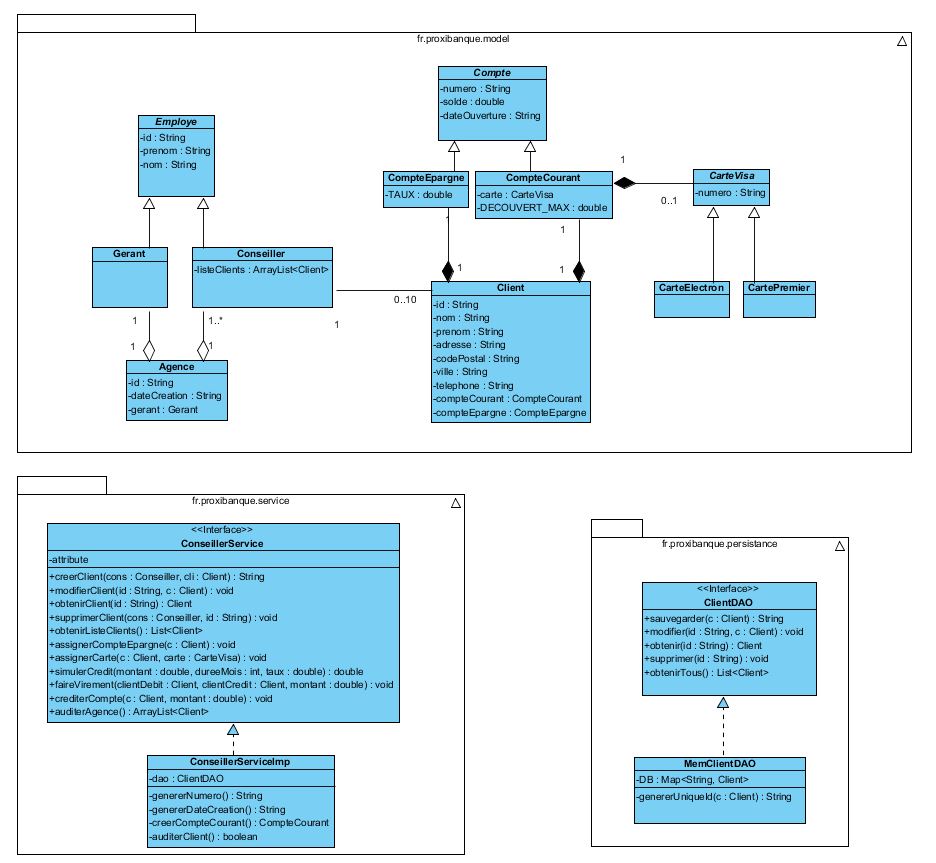 fr.proxibanque.model
Compte
-numero : String
-solde : double
-dateOuverture : String
Employe
-id : String
-prenom : String
-nom : String
CompteEpargne
-TAUX : double
CompteCourant
-carte : CarteVisa
-DECOUVERT_MAX : double
1
0..1
CarteVisa
-numero : String
Gerant
Conseiller
-listeClients : ArrayList<Client>
1
1
1
1
0..10
1
Client
-id : String
-nom : String
-prenom : String
-adresse : String
-codePostal : String
-ville : String
-telephone : String
-compteCourant : CompteCourant
-compteEpargne : CompteEpargne
CarteElectron
CartePremier
1
1..*
1
1
Agence
-id : String
-dateCreation : String
-gerant : Gerant
fr.proxibanque.service
<<Interface>>
ConseillerService
-attribute
+creerClient(cons : Conseiller, cli : Client) : String
+modifierClient(id : String, c : Client) : void
+obtenirClient(id : String) : Client
+supprimerClient(cons : Conseiller, id : String) : void
+obtenirListeClients() : List<Client>
+assignerCompteEpargne(c : Client) : void
+assignerCarte(c : Client, carte : CarteVisa) : void
+simulerCredit(montant : double, dureeMois : int, taux : double) : double
+faireVirement(clientDebit : Client, clientCredit : Client, montant : double) : void
+crediterCompte(c : Client, montant : double) : void
+auditerAgence() : ArrayList<Client>
ConseillerServiceImp
-dao : ClientDAO
-genererNumero() : String
-genererDateCreation() : String
-creerCompteCourant() : CompteCourant
-auditerClient() : boolean
fr.proxibanque.persistance
<<Interface>>
ClientDAO
+sauvegarder(c : Client) : String
+modifier(id : String, c : Client) : void
+obtenir(id : String) : Client
+supprimer(id : String) : void
+obtenirTous() : List<Client>
MemClientDAO
-DB : Map<String, Client>
-genererUniqueId(c : Client) : String